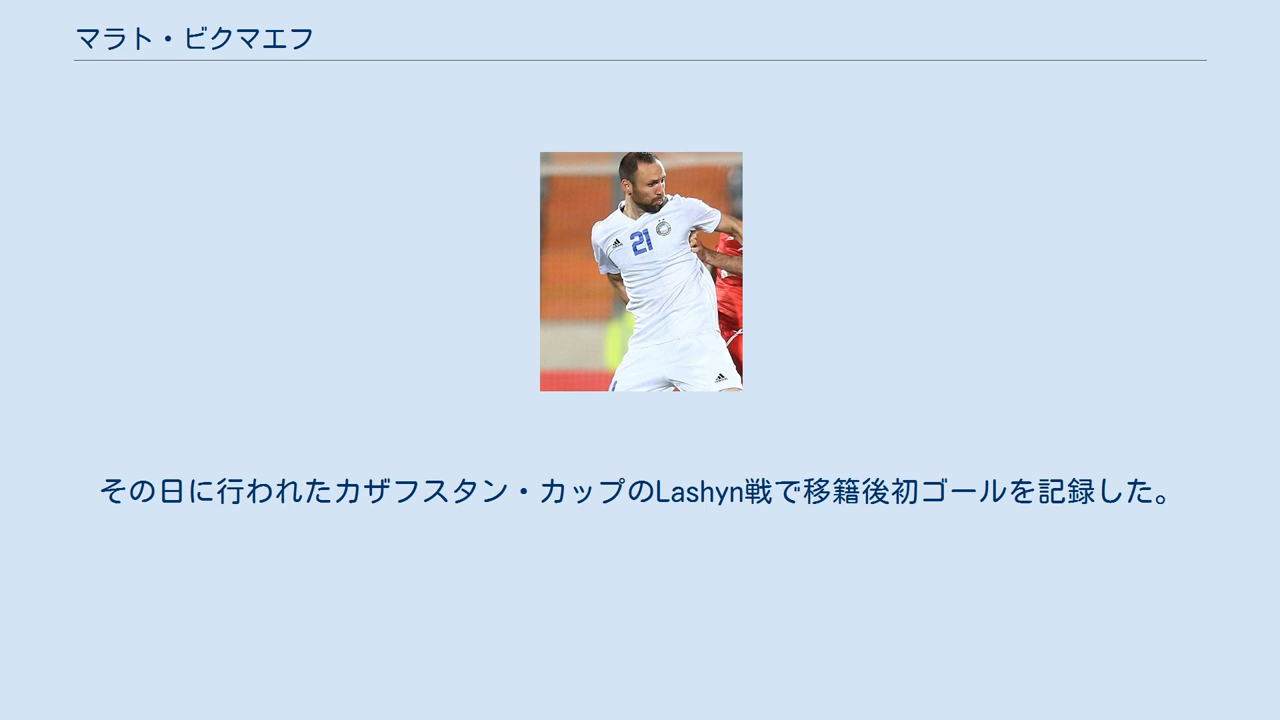 マラト・ビクマエフ
21
その日に行われたカザフスタン・カップのLashyn戦で移籍後初ゴールを記録した。